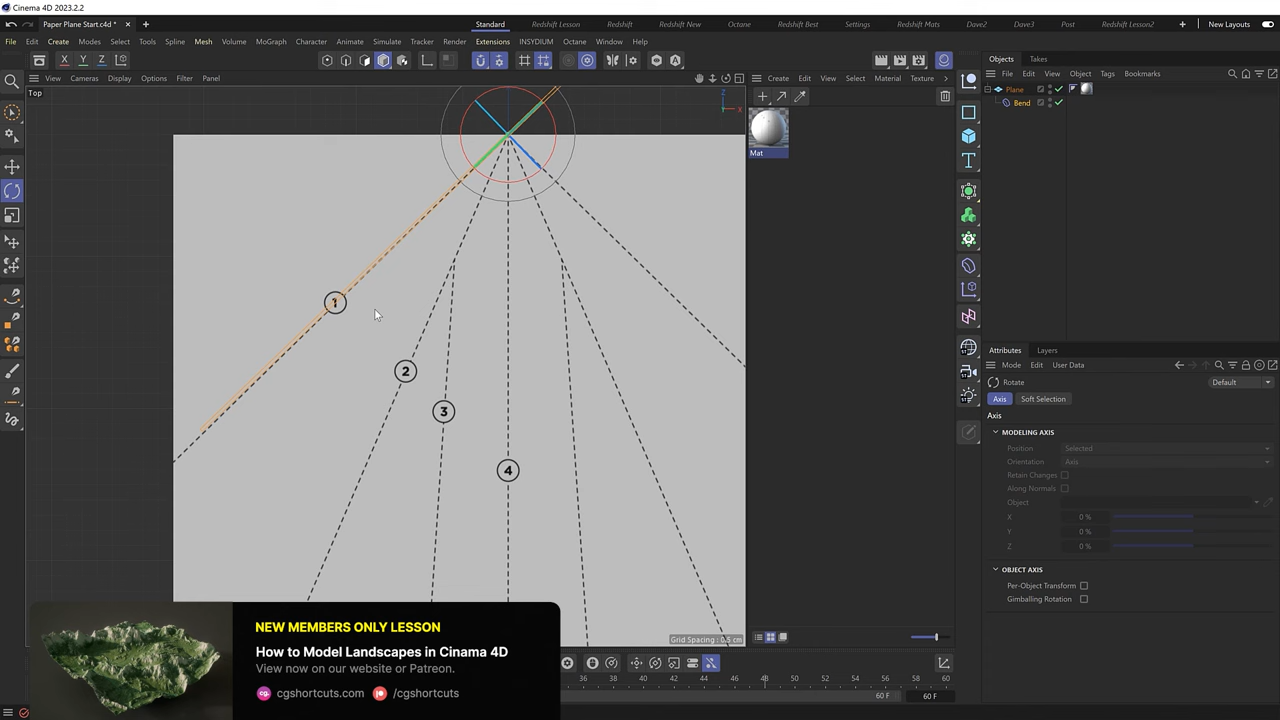 Cinema 4D 2023.2.2
Paper Plane Start.c4d *
Standard
Redshift Lesson
Redshift
Redshift New
Octane
Redshift Best
Settings
Redshift Mats
Dave2
Dave3
Post
Redshift Lesson2
New Layouts
File
Edit
Create
Modes
Select
Tools
Spline
Mesh
Volume
MoGraph
Character
Animate
Simulate
Tracker
Render
Extensions
INSYDIUM
Octane
Window
Help
X
Y
Z
View
Cameras
Display
Options
Filter
Panel
Create
Edit
View
Select
Material
Texture
Objects
Takes
File
Edit
View
Object
Tags
Bookmarks
Top
Z
X
Plane
Bend
Mat
1
2
3
4
Attributes
Layers
Mode
Edit
User Data
Rotate
Default
Axis
Soft Selection
Axis
MODELING AXIS
Position
Selected
Orientation
Axis
Retain Changes
Along Normals
Object
X
0 %
Y
0 %
Z
0 %
OBJECT AXIS
Per-Object Transform
Gimballing Rotation
Grid Spacing : 0.5 cm
NEW MEMBERS ONLY LESSON
How to Model Landscapes in Cinama 4D
View now on our website or Patreon.
cg.
cgshortcuts.com
/cgshortcuts
36
40
44
48
52
56
60
60 F
60 F